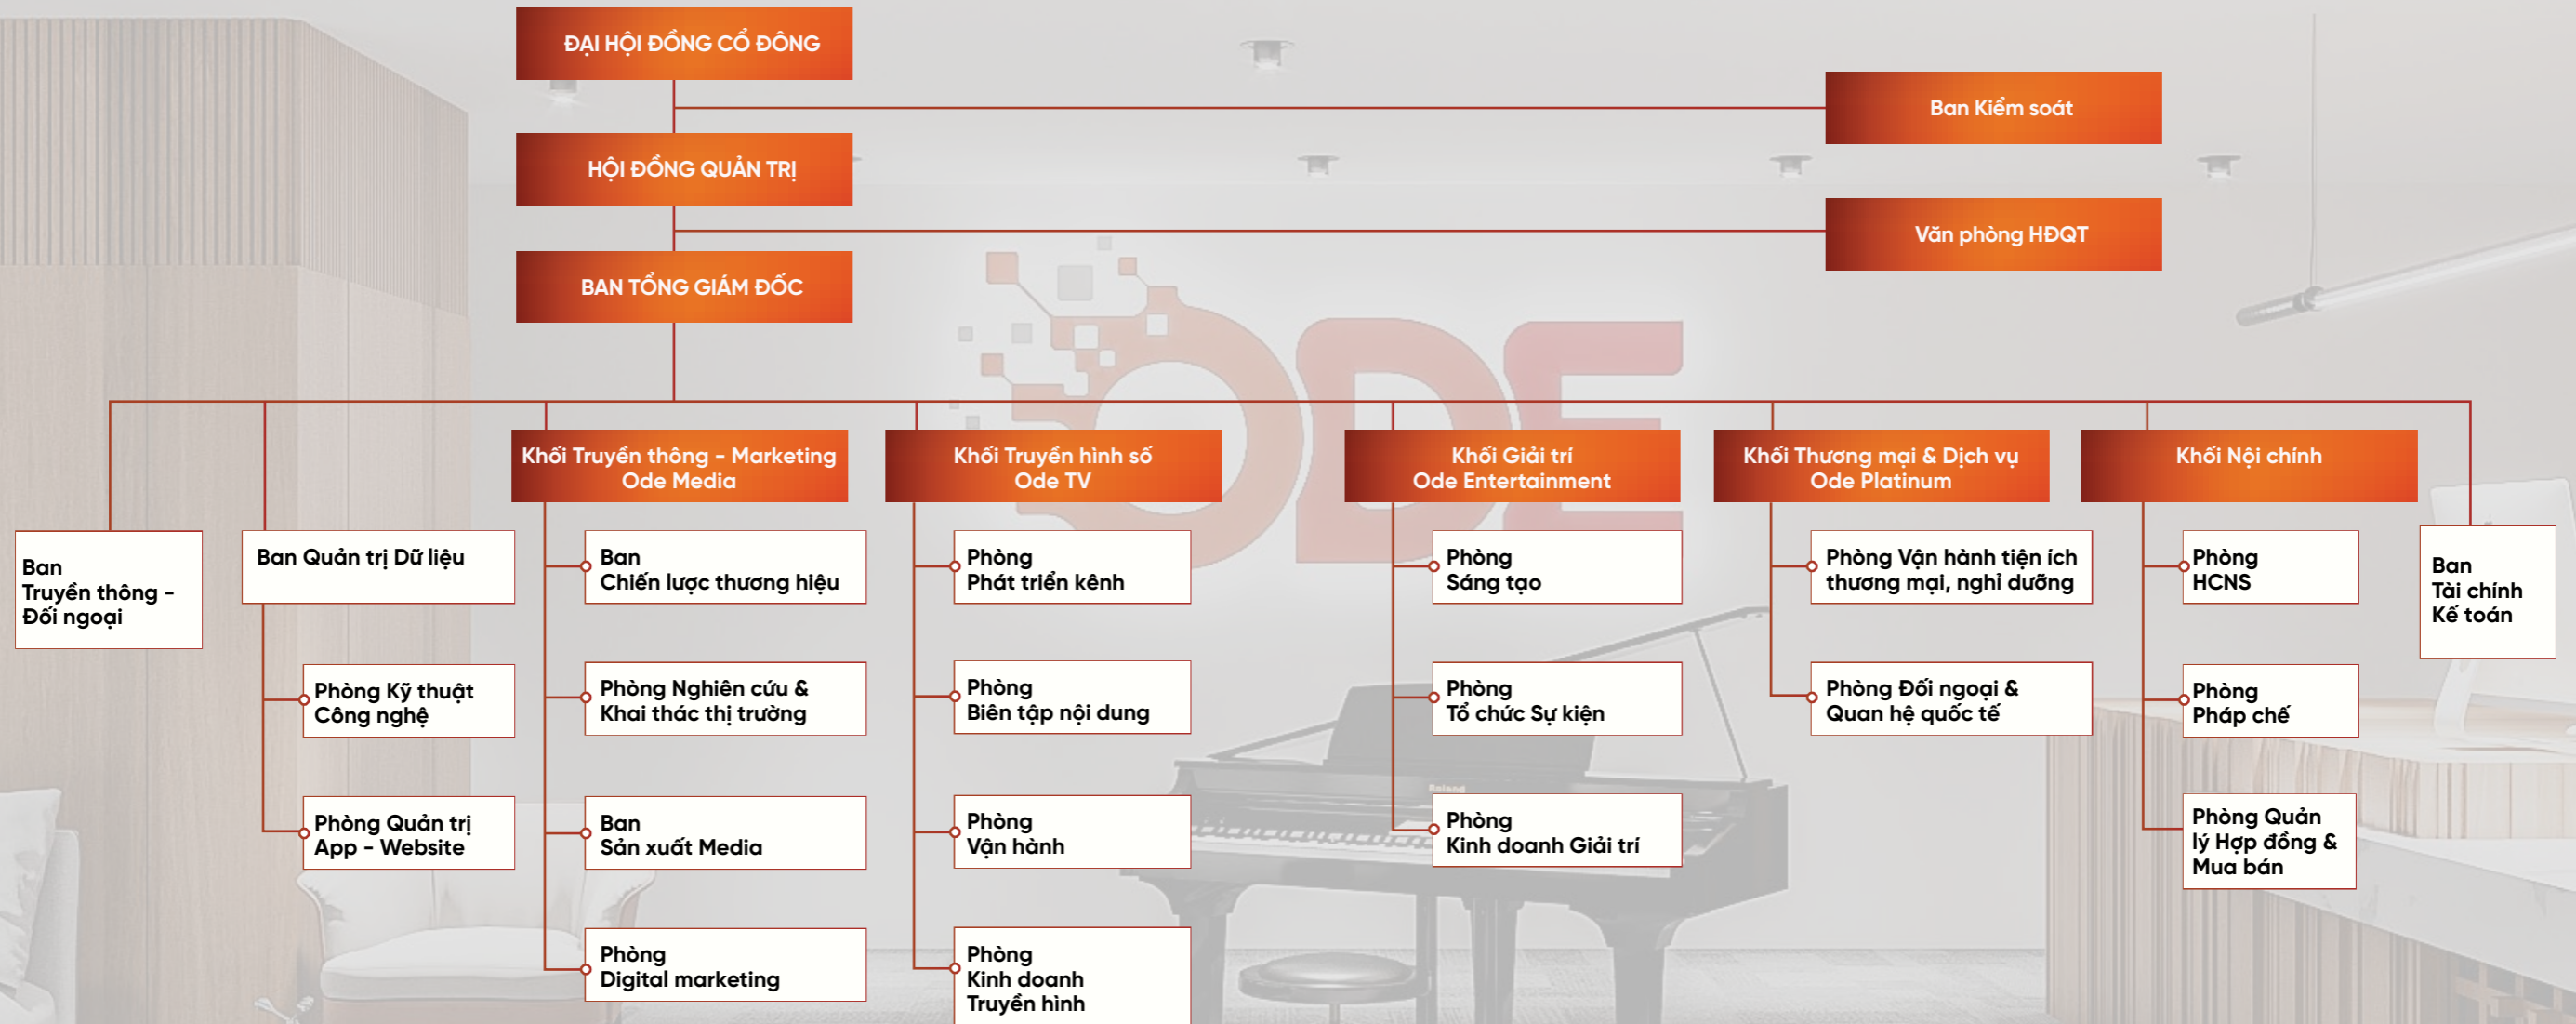 ĐẠI HỘI ĐỒNG CỔ ĐÔNG
Ban Kiểm soát
HỘI ĐỒNG QUẢN TRỊ
Văn phòng HĐQT
BAN TỔNG GIÁM ĐỐC
ODE
Khối Truyền thông - Marketing
Ode Media
Khối Truyền hình số
Ode TV
Khối Giải trí
Ode Entertainment
Khối Thương mại & Dịch vụ
Ode Platinum
Khối Nội chính
Ban
Truyền thông -
Đối ngoại
Ban Quản trị Dữ liệu
Phòng Kỹ thuật
Công nghệ
Phòng Quản trị
App - Website
Ban
Chiến lược thương hiệu
Phòng Nghiên cứu &
Khai thác thị trường
Ban
Sản xuất Media
Phòng
Digital marketing
Phòng
Phát triển kênh
Phòng
Biên tập nội dung
Phòng
Vận hành
Phòng
Kinh doanh
Truyền hình
Phòng
Sáng tạo
Phòng
Tổ chức Sự kiện
Phòng
Kinh doanh Giải trí
Phòng Vận hành tiện ích
thương mại, nghỉ dưỡng
Phòng Đối ngoại &
Quan hệ quốc tế
Phòng
HCNS
Phòng
Pháp chế
Phòng Quản
lý Hợp đồng &
Mua bán
Ban
Tài chính
Kế toán
Roland